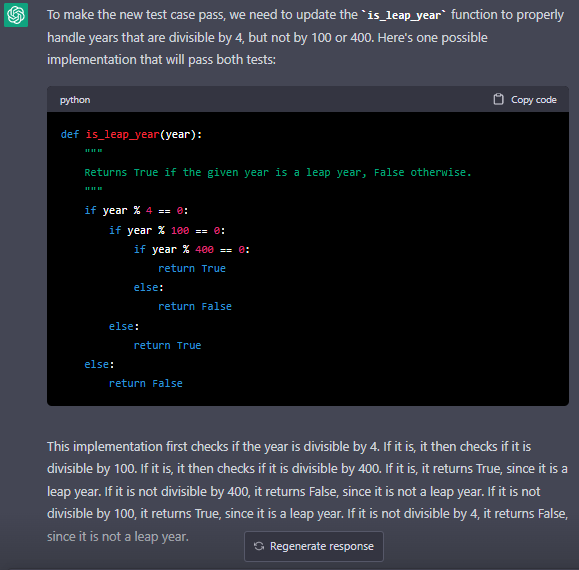 To make the new test case pass, we need to update the `is_leap_year` function to properly
handle years that are divisible by 4, but not by 100 or 400. Here's one possible
implementation that will pass both tests:
python
Copy code
def is_leap_year(year):
    """
    Returns True if the given year is a leap year, False otherwise.
    """
    if year % 4 == 0:
        if year % 100 == 0:
            if year % 400 == 0:
                return True
            else:
                return False
        else:
            return True
    else:
        return False
This implementation first checks if the year is divisible by 4. If it is, it then checks if it is
divisible by 100. If it is, it then checks if it is divisible by 400. If it is, it returns True, since it is a
leap year. If it is not divisible by 400, it returns False, since it is not a leap year. If it is not
divisible by 100, it returns True, since it is a leap year. If it is not divisible by 4, it returns False,
since it is not a leap year.
Regenerate response